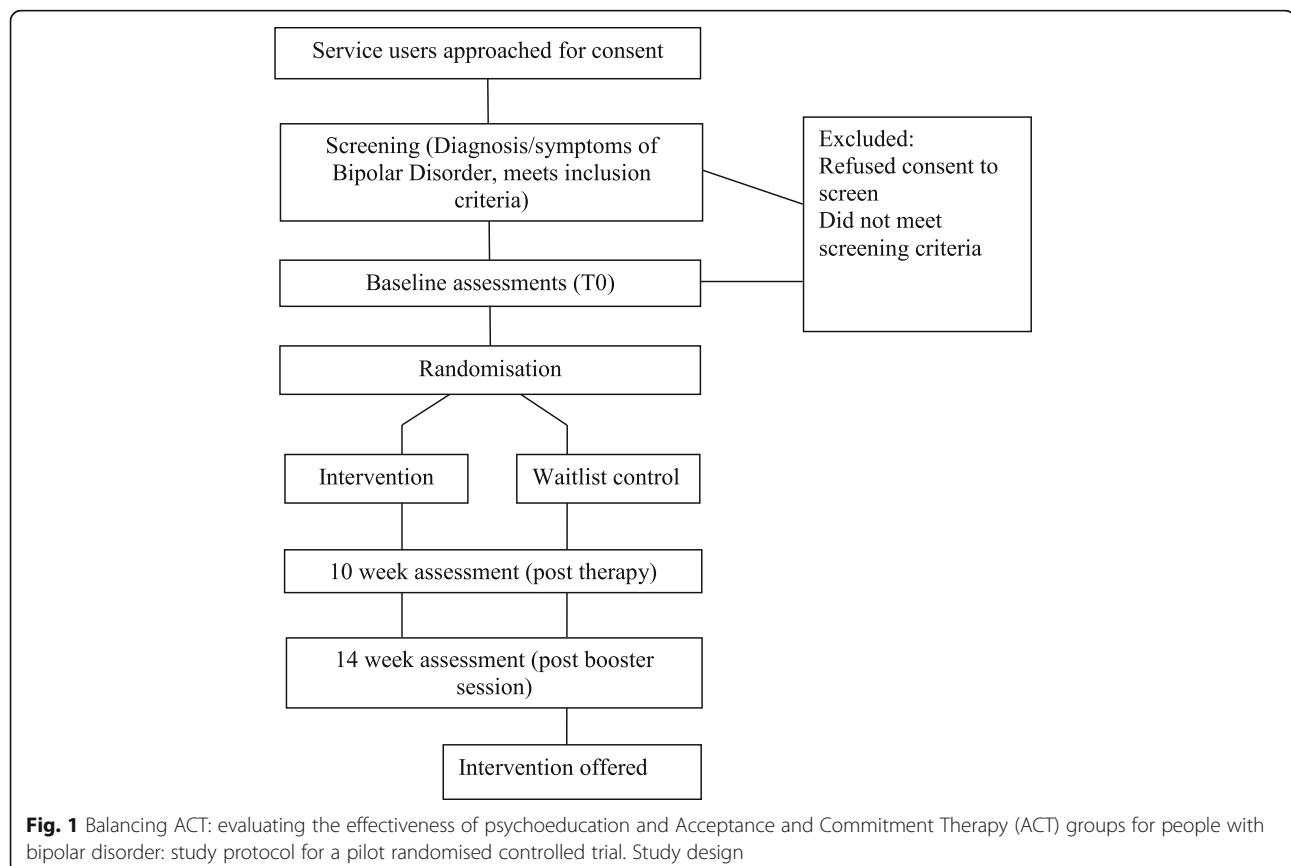 Service users approached for consent
Screening (Diagnosis/symptoms of
Bipolar Disorder, meets inclusion
criteria)
Excluded:
Refused consent to
screen
Did not meet
screening criteria
Baseline assessments (T0)
Randomisation
Intervention
Waitlist control
10 week assessment (post therapy)
14 week assessment (post booster
session)
Intervention offered
Fig. 1 Balancing ACT: evaluating the effectiveness of psychoeducation and Acceptance and Commitment Therapy (ACT) groups for people with
bipolar disorder: study protocol for a pilot randomised controlled trial. Study design